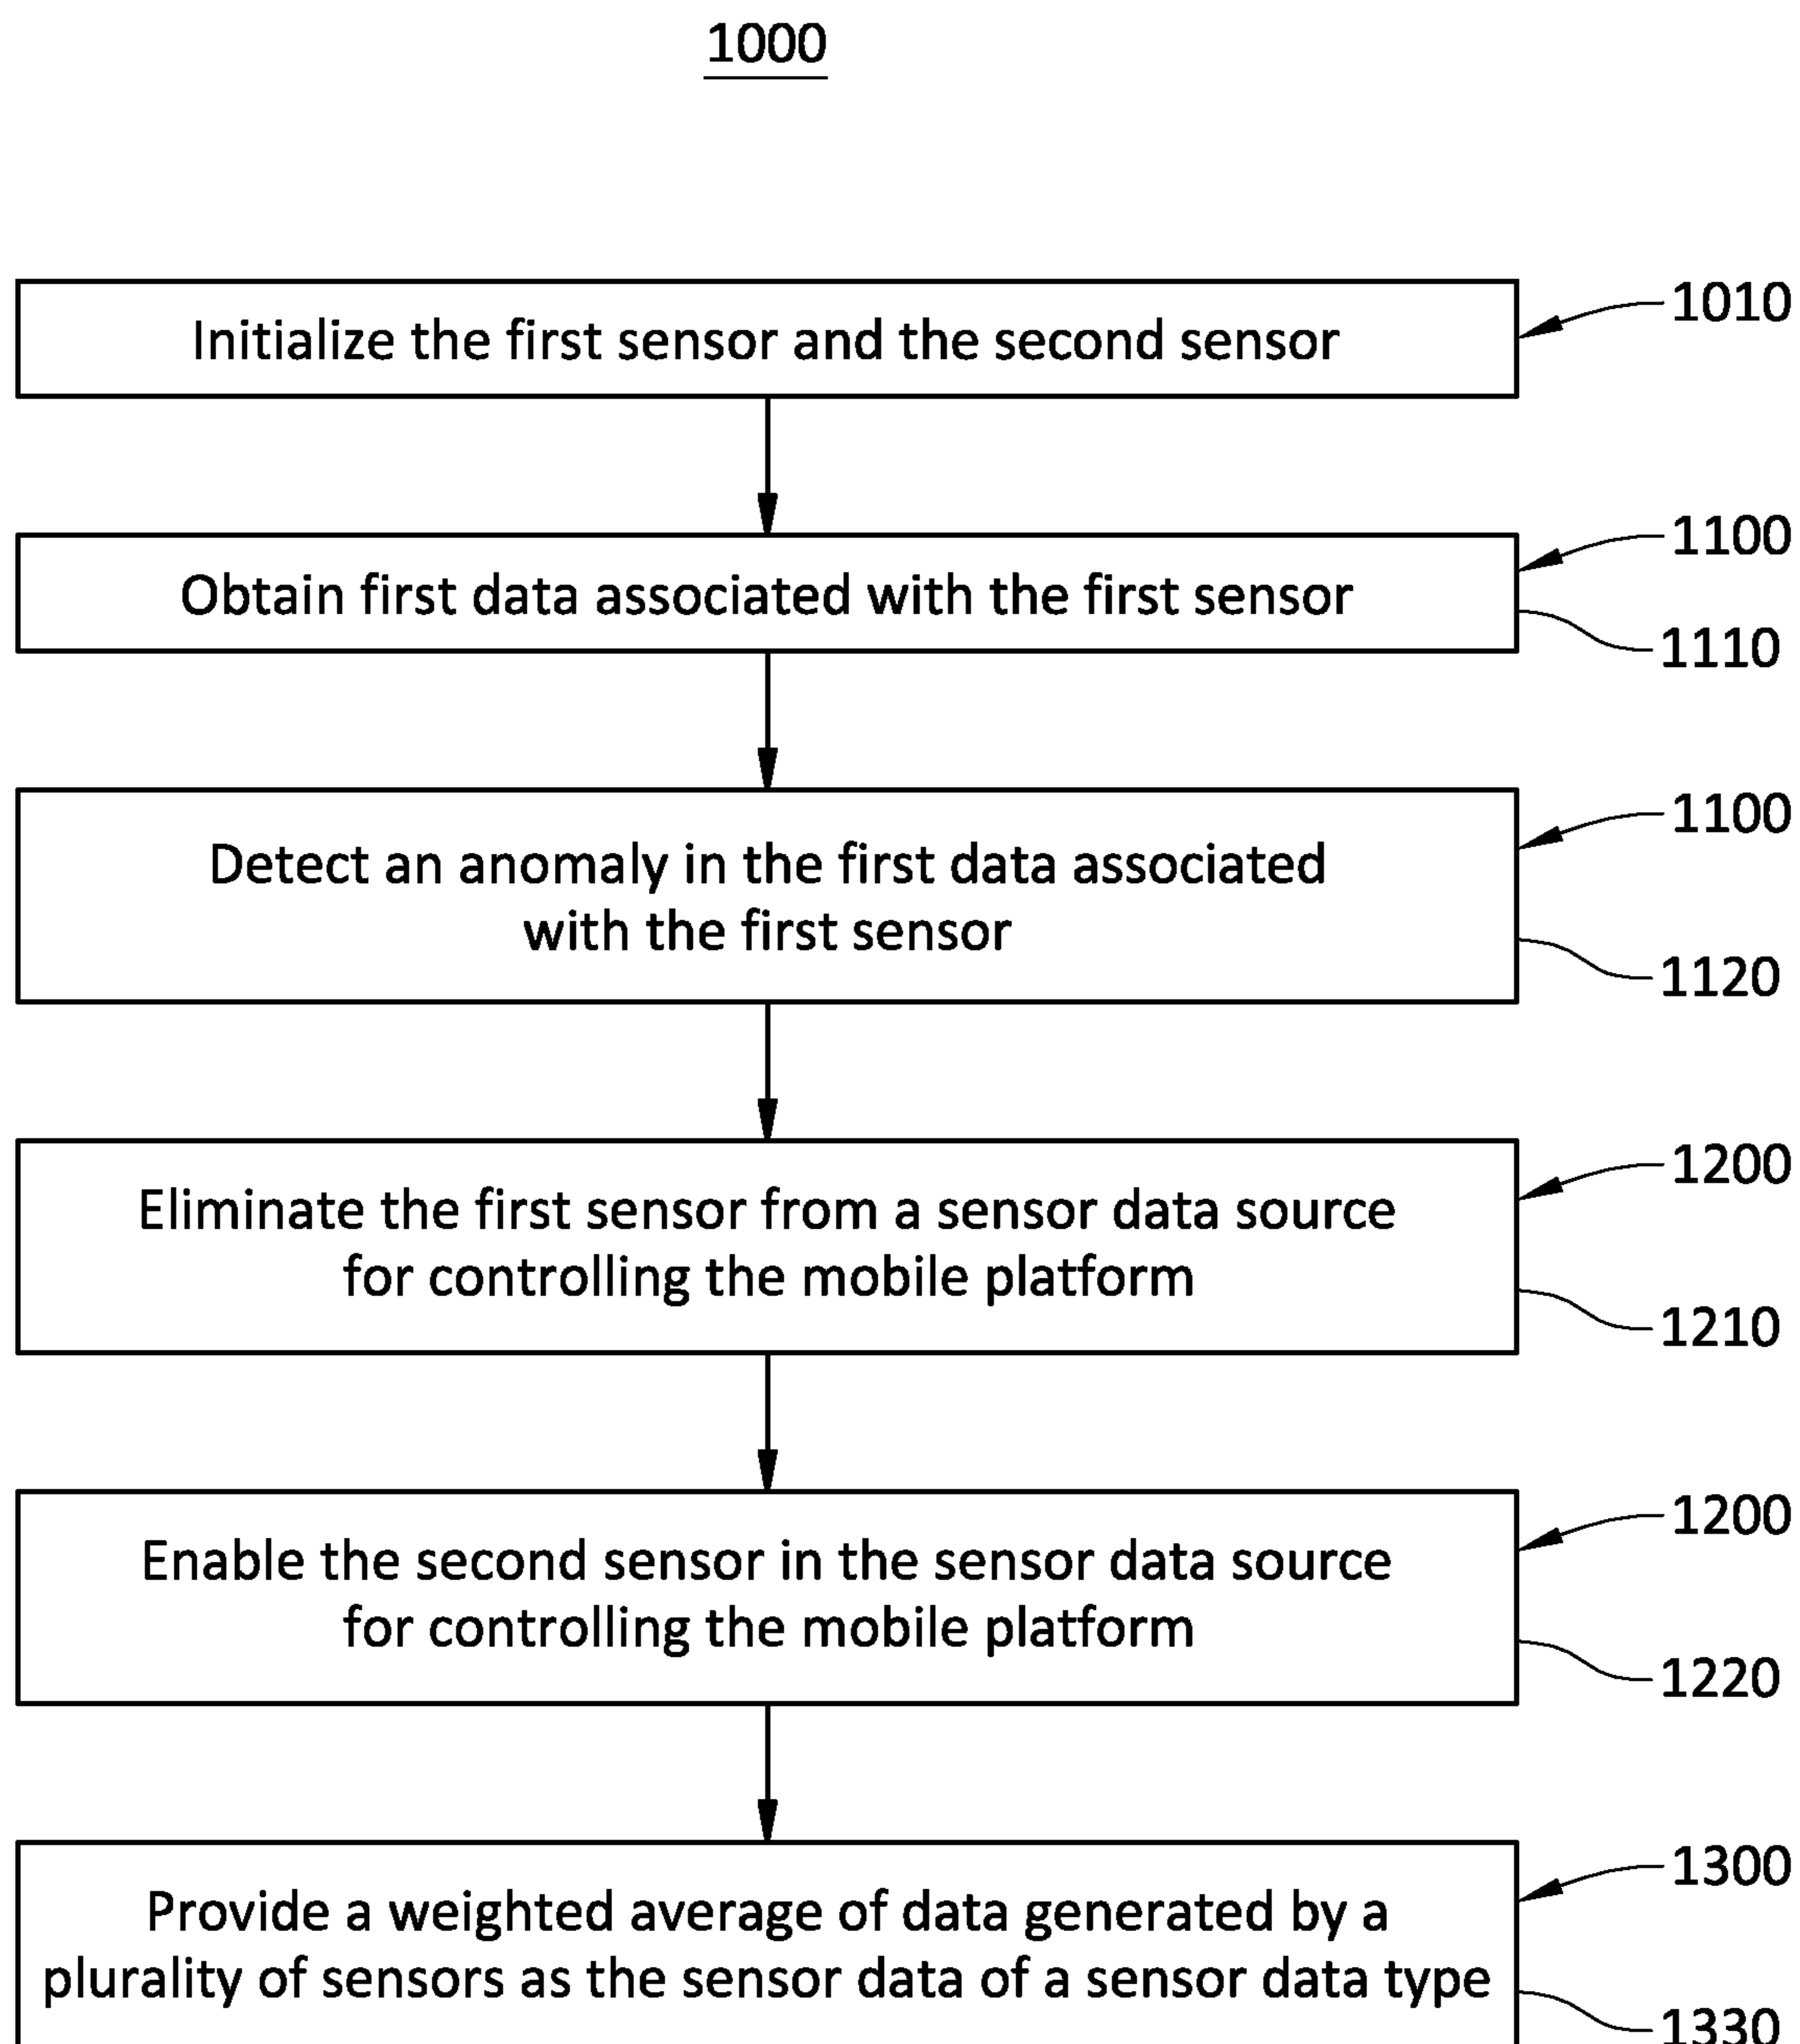 1000
Initialize the first sensor and the second sensor
1010
Obtain first data associated with the first sensor
1100
1110
Detect an anomaly in the first data associated
with the first sensor
1100
1120
Eliminate the first sensor from a sensor data source
for controlling the mobile platform
1200
1210
Enable the second sensor in the sensor data source
for controlling the mobile platform
1200
1220
Provide a weighted average of data generated by a
plurality of sensors as the sensor data of a sensor data type
1300
1330